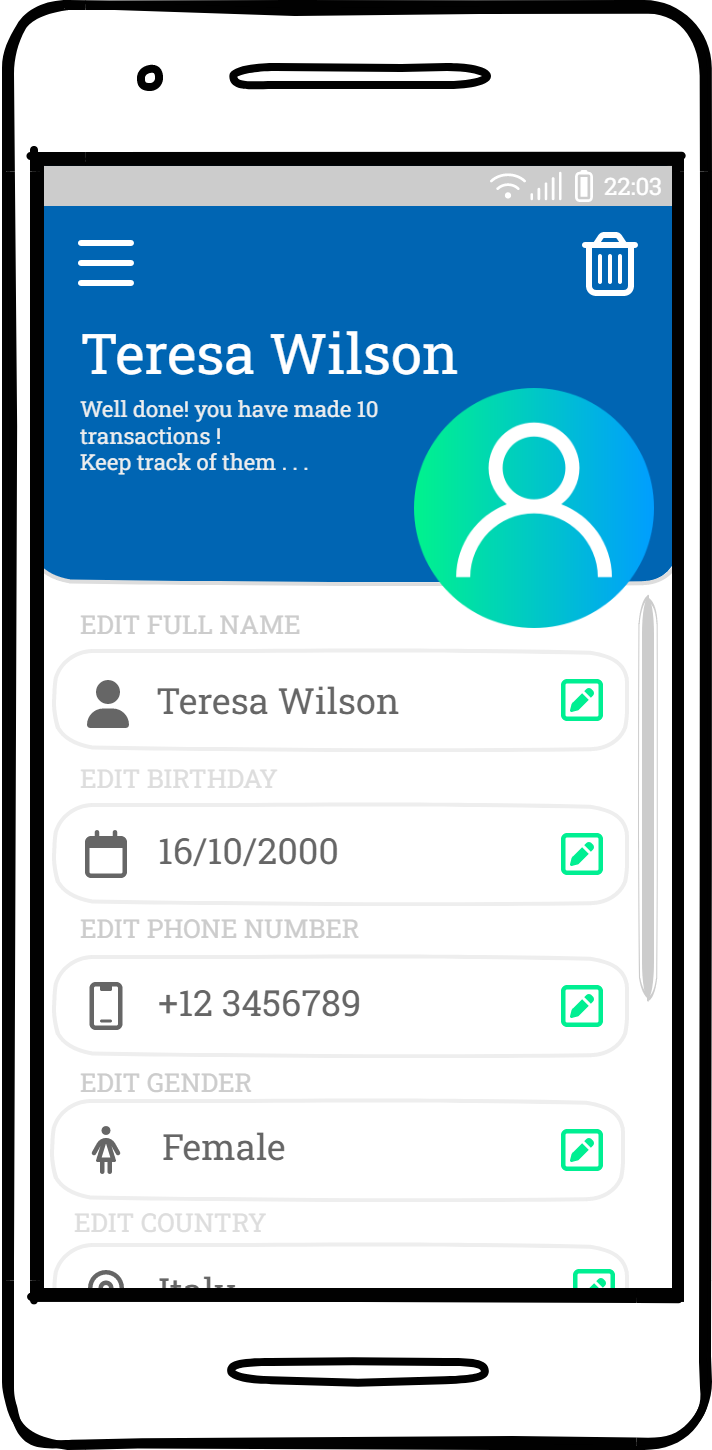 22:03
Teresa Wilson
Well done! you have made 10
transactions !
Keep track of them . . .
EDIT FULL NAME
Teresa Wilson
EDIT BIRTHDAY
16/10/2000
EDIT PHONE NUMBER
+12 3456789
EDIT GENDER
Female
EDIT COUNTRY
Italy